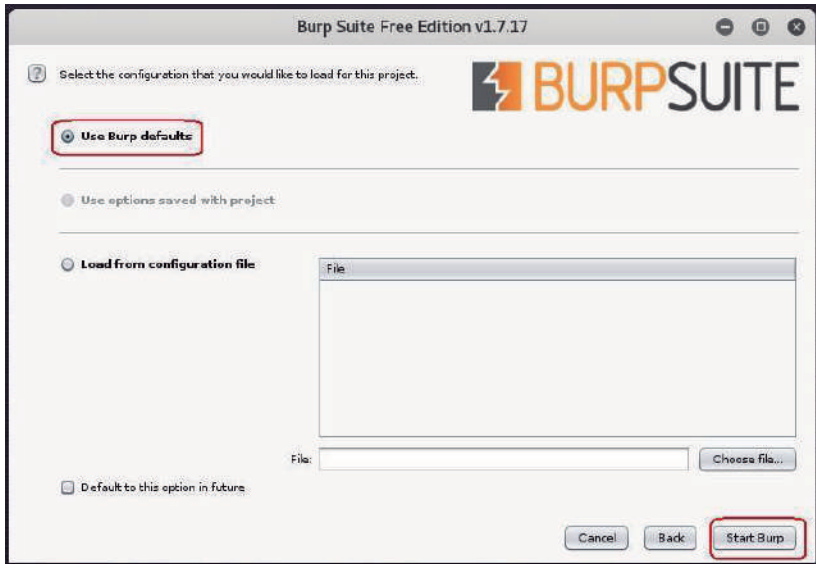 Burp Suite Free Edition v1.7.17
? Select the configuration that you would like to load for this project.
BURPSUITE
Use Burp defaults
Use options saved with project
Load from configuration file
File
File:
Choose file...
Default to this option in future
Cancel Back Start Burp